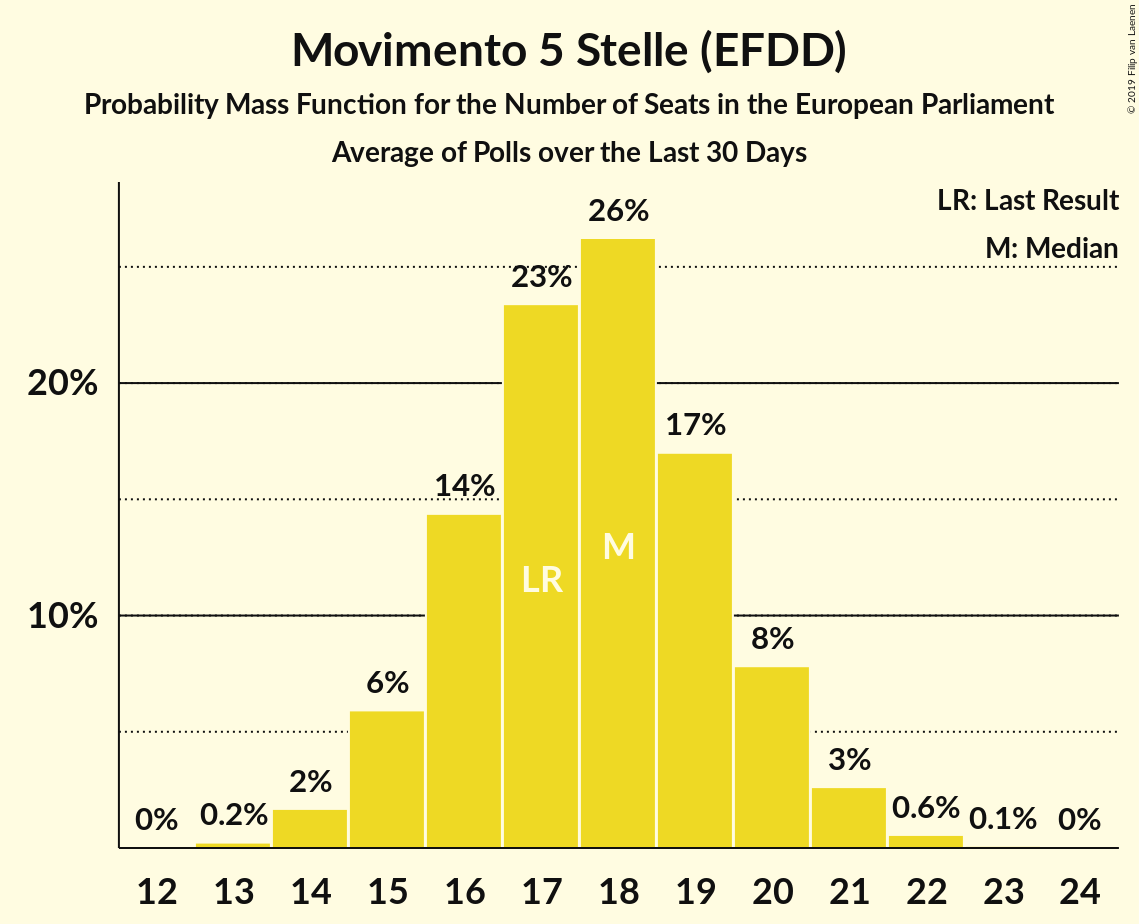 Movimento 5 Stelle (EFDD)
Probability Mass Function for the Number of Seats in the European Parliament
Average of Polls over the Last 30 Days
© 2019 Filip van Laenen
LR: Last Result
M: Median
20%
10%
0%
0.2%
2%
6%
14%
23%
26%
17%
8%
3%
0.6%
0.1%
0%
LR
M
12 13 14 15 16 17 18 19 20 21 22 23 24